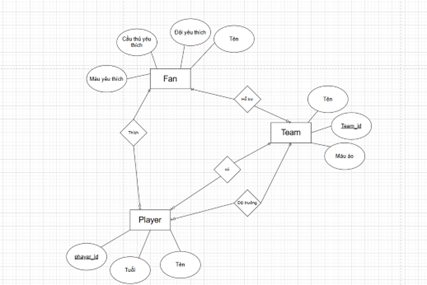 Cầu thủ yêu
thích
Đội yêu thích
Tên
Màu yêu thích
Fan
Hỗ trợ
Tên
Team_id
Thích
Team
Màu áo
Đội trưởng
Player
player_id
Tuổi
Tên